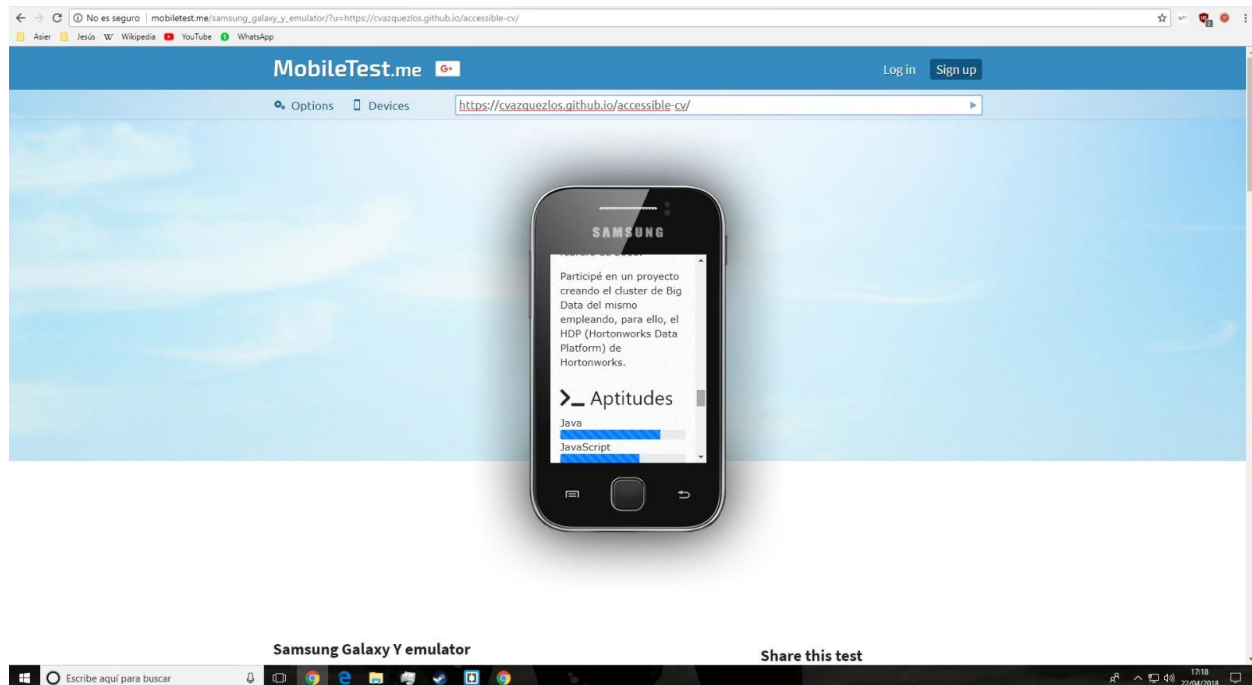 No es seguro | mobiletest.me/samsung_galaxy_y_emulator/?u=https://cvazquezlos.github.io/accessible-cv/
Asier Jesús W Wikipedia YouTube WhatsApp
MobileTest.me G+ Log in Sign up
Options Devices https://cvazquezlos.github.io/accessible-cv/
SAMSUNG
Participé en un proyecto
creando el cluster de Big
Data del mismo
empleando, para ello, el
HDP (Hortonworks Data
Platform) de
Hortonworks.
Aptitudes
Java
JavaScript
Samsung Galaxy Y emulator
Share this test
Escribe aquí para buscar
17:18
22/04/2018